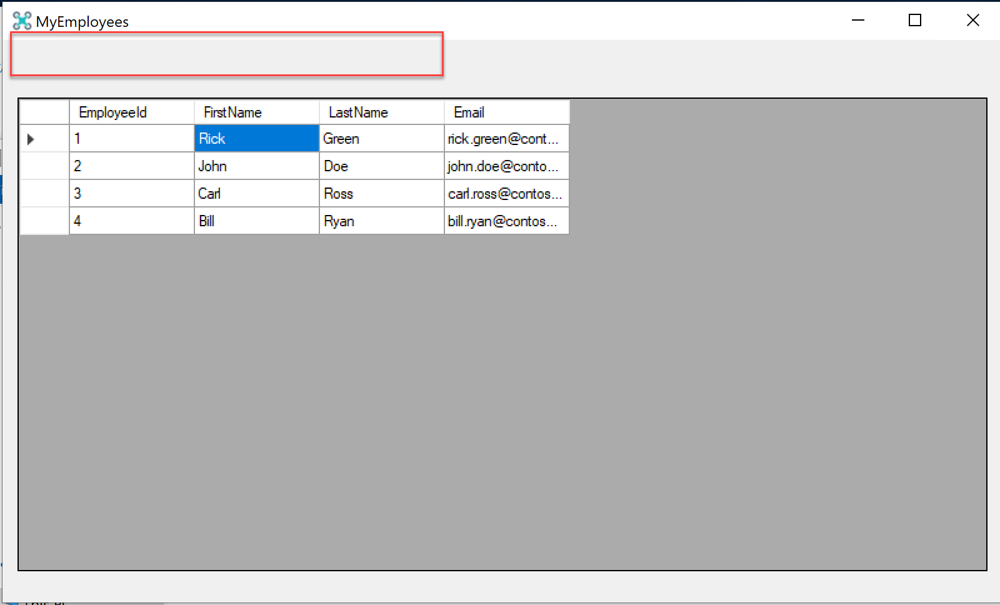 MyEmployees
EmployeeId FirstName LastName Email
1 Rick Green rick.green@cont...
2 John Doe john.doe@conto...
3 Carl Ross carl.ross@contos...
4 Bill Ryan bill.ryan@contos...